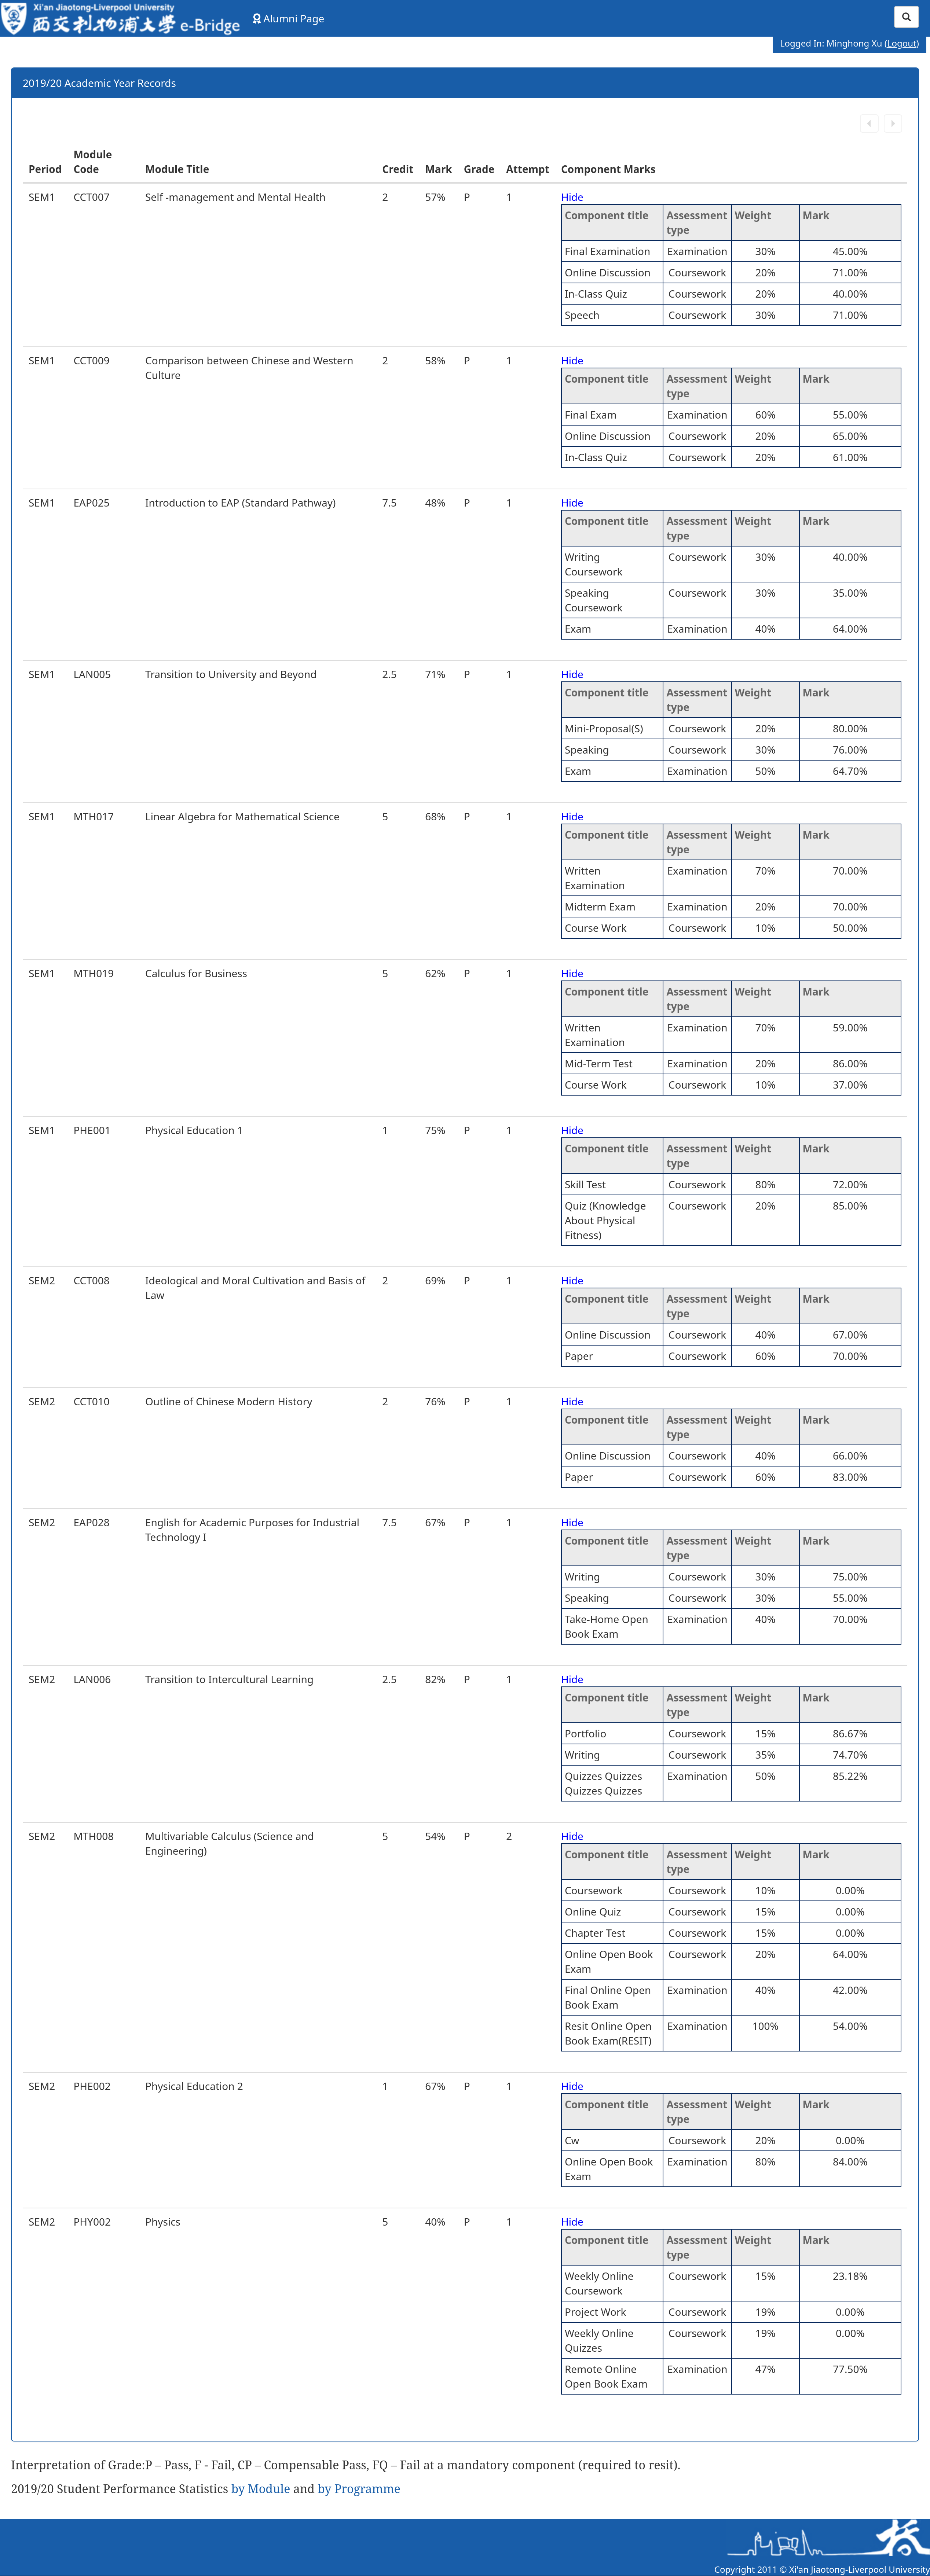 Xi'an Jiaotong-Liverpool University
西交利物浦大学 e-Bridge
Alumni Page
Logged In: Minghong Xu (Logout)
2019/20 Academic Year Records
Period Module Code Module Title Credit Mark Grade Attempt Component Marks
SEM1 CCT007 Self -management and Mental Health 2 57% P 1 Hide
Component title Assessment type Weight Mark
Final Examination Examination 30% 45.00%
Online Discussion Coursework 20% 71.00%
In-Class Quiz Coursework 20% 40.00%
Speech Coursework 30% 71.00%
SEM1 CCT009 Comparison between Chinese and Western Culture 2 58% P 1 Hide
Component title Assessment type Weight Mark
Final Exam Examination 60% 55.00%
Online Discussion Coursework 20% 65.00%
In-Class Quiz Coursework 20% 61.00%
SEM1 EAP025 Introduction to EAP (Standard Pathway) 7.5 48% P 1 Hide
Component title Assessment type Weight Mark
Writing Coursework Coursework 30% 40.00%
Speaking Coursework Coursework 30% 35.00%
Exam Examination 40% 64.00%
SEM1 LAN005 Transition to University and Beyond 2.5 71% P 1 Hide
Component title Assessment type Weight Mark
Mini-Proposal(S) Coursework 20% 80.00%
Speaking Coursework 30% 76.00%
Exam Examination 50% 64.70%
SEM1 MTH017 Linear Algebra for Mathematical Science 5 68% P 1 Hide
Component title Assessment type Weight Mark
Written Examination Examination 70% 70.00%
Midterm Exam Examination 20% 70.00%
Course Work Coursework 10% 50.00%
SEM1 MTH019 Calculus for Business 5 62% P 1 Hide
Component title Assessment type Weight Mark
Written Examination Examination 70% 59.00%
Mid-Term Test Examination 20% 86.00%
Course Work Coursework 10% 37.00%
SEM1 PHE001 Physical Education 1 1 75% P 1 Hide
Component title Assessment type Weight Mark
Skill Test Coursework 80% 72.00%
Quiz (Knowledge About Physical Fitness) Coursework 20% 85.00%
SEM2 CCT008 Ideological and Moral Cultivation and Basis of Law 2 69% P 1 Hide
Component title Assessment type Weight Mark
Online Discussion Coursework 40% 67.00%
Paper Coursework 60% 70.00%
SEM2 CCT010 Outline of Chinese Modern History 2 76% P 1 Hide
Component title Assessment type Weight Mark
Online Discussion Coursework 40% 66.00%
Paper Coursework 60% 83.00%
SEM2 EAP028 English for Academic Purposes for Industrial Technology I 7.5 67% P 1 Hide
Component title Assessment type Weight Mark
Writing Coursework 30% 75.00%
Speaking Coursework 30% 55.00%
Take-Home Open Book Exam Examination 40% 70.00%
SEM2 LAN006 Transition to Intercultural Learning 2.5 82% P 1 Hide
Component title Assessment type Weight Mark
Portfolio Coursework 15% 86.67%
Writing Coursework 35% 74.70%
Quizzes Quizzes Quizzes Quizzes Examination 50% 85.22%
SEM2 MTH008 Multivariable Calculus (Science and Engineering) 5 54% P 2 Hide
Component title Assessment type Weight Mark
Coursework Coursework 10% 0.00%
Online Quiz Coursework 15% 0.00%
Chapter Test Coursework 15% 0.00%
Online Open Book Exam Coursework 20% 64.00%
Final Online Open Book Exam Examination 40% 42.00%
Resit Online Open Book Exam(RESIT) Examination 100% 54.00%
SEM2 PHE002 Physical Education 2 1 67% P 1 Hide
Component title Assessment type Weight Mark
Cw Coursework 20% 0.00%
Online Open Book Exam Examination 80% 84.00%
SEM2 PHY002 Physics 5 40% P 1 Hide
Component title Assessment type Weight Mark
Weekly Online Coursework Coursework 15% 23.18%
Project Work Coursework 19% 0.00%
Weekly Online Quizzes Coursework 19% 0.00%
Remote Online Open Book Exam Examination 47% 77.50%
Interpretation of Grade:P – Pass, F - Fail, CP – Compensable Pass, FQ – Fail at a mandatory component (required to resit).
2019/20 Student Performance Statistics by Module and by Programme
Copyright 2011 © Xi'an Jiaotong-Liverpool University